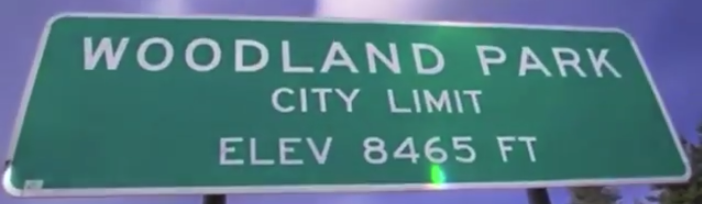 WOODLAND PARK
CITY LIMIT
ELEV 8465 FT